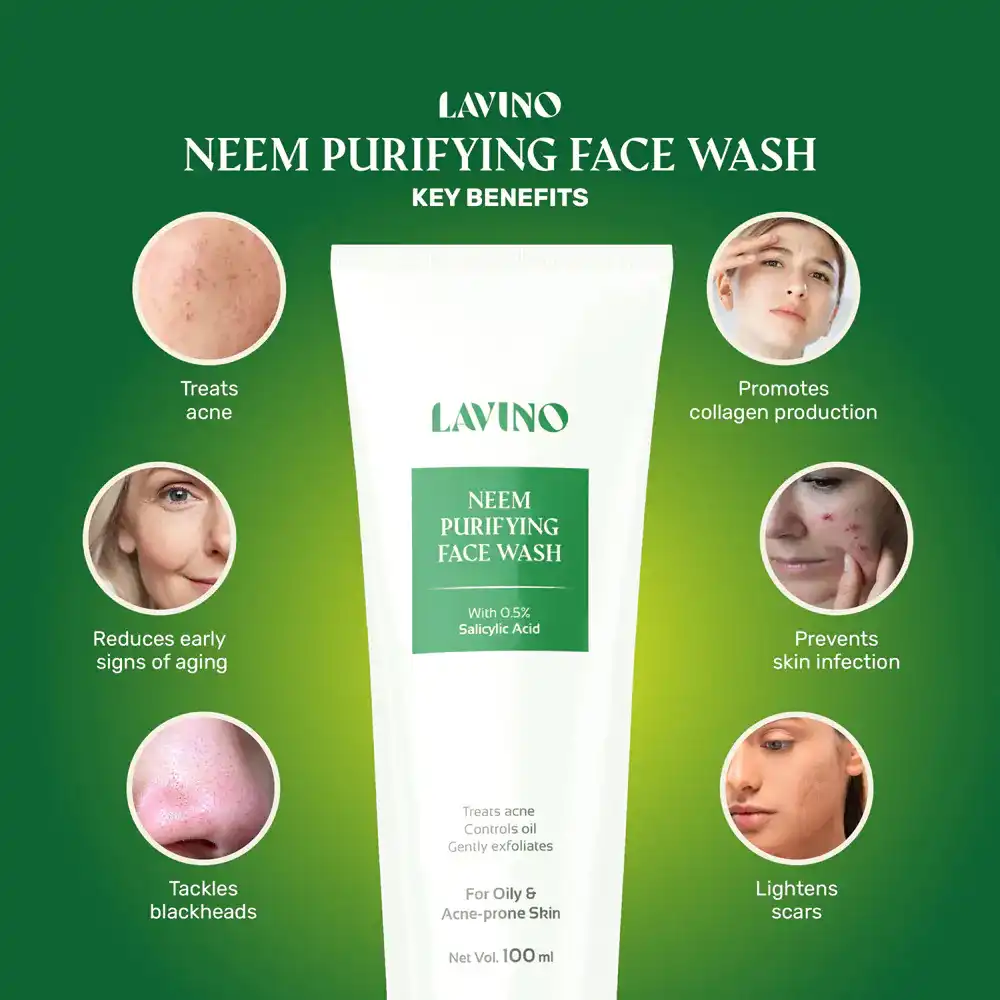 LAVINO
NEEM PURIFYING FACE WASH
KEY BENEFITS
Treats
acne
Promotes
collagen production
Reduces early
signs of aging
Prevents
skin infection
Tackles
blackheads
Lightens
scars
LAVINO
NEEM
PURIFYING
FACE WASH
With 0.5%
Salicylic Acid
Treats acne
Controls oil
Gently exfoliates
For Oily &
Acne-prone Skin
Net Vol. 100 ml